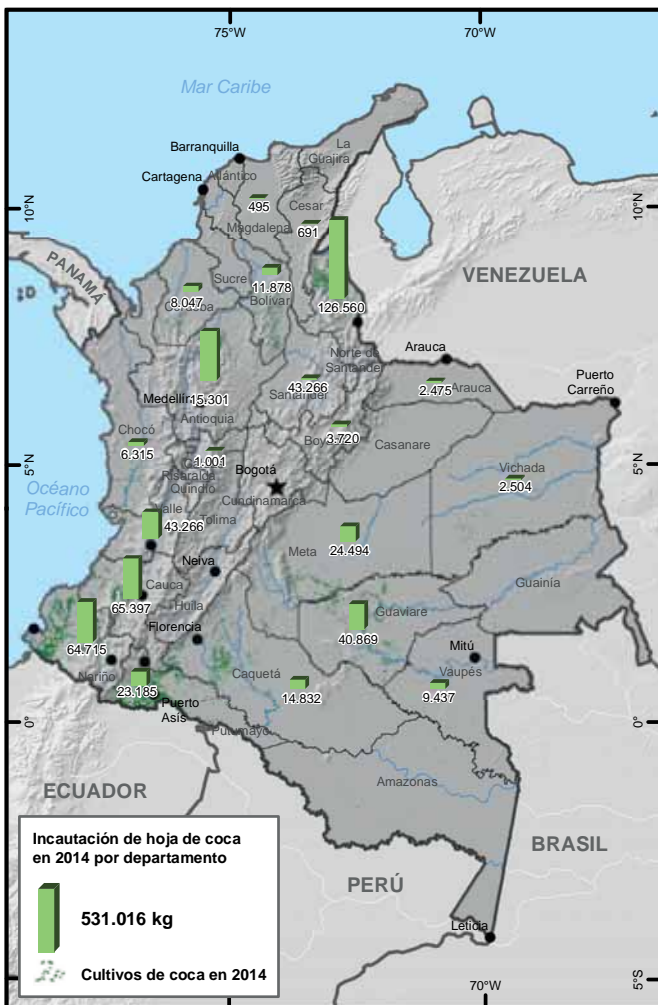 75°W
70°W
Mar Caribe
Barranquilla
La
Guajira
Atlántico
Cartagena
10°N
10°N
495
Cesar
Magdalena
691
PANAMÁ
VENEZUELA
Sucre
11.878
Bolívar
8.047
Córdoba
126.560
Norte de
Santander
Arauca
Puerto
Carreño
43.266
Santander
2.475
Arauca
Medellín
15.301
Antioquia
Chocó
6.315
3.720
Casanare
1.001
Risaralda
Quindío
Bogotá
Cundinamarca
5°N
5°N
Vichada
2.504
Océano
Pacífico
Valle
43.266
Tolima
Meta
24.494
Neiva
Guainía
Cauca
65.397
Huila
Guaviare
40.869
Florencia
64.715
Mitú
Vaupés
Nariño
Caquetá
23.185
14.832
9.437
Puerto
Asís
0°
0°
Putumayo
Amazonas
ECUADOR
BRASIL
PERÚ
Incautación de hoja de coca
en 2014 por departamento
531.016 kg
Cultivos de coca en 2014
Leticia
70°W
5°S